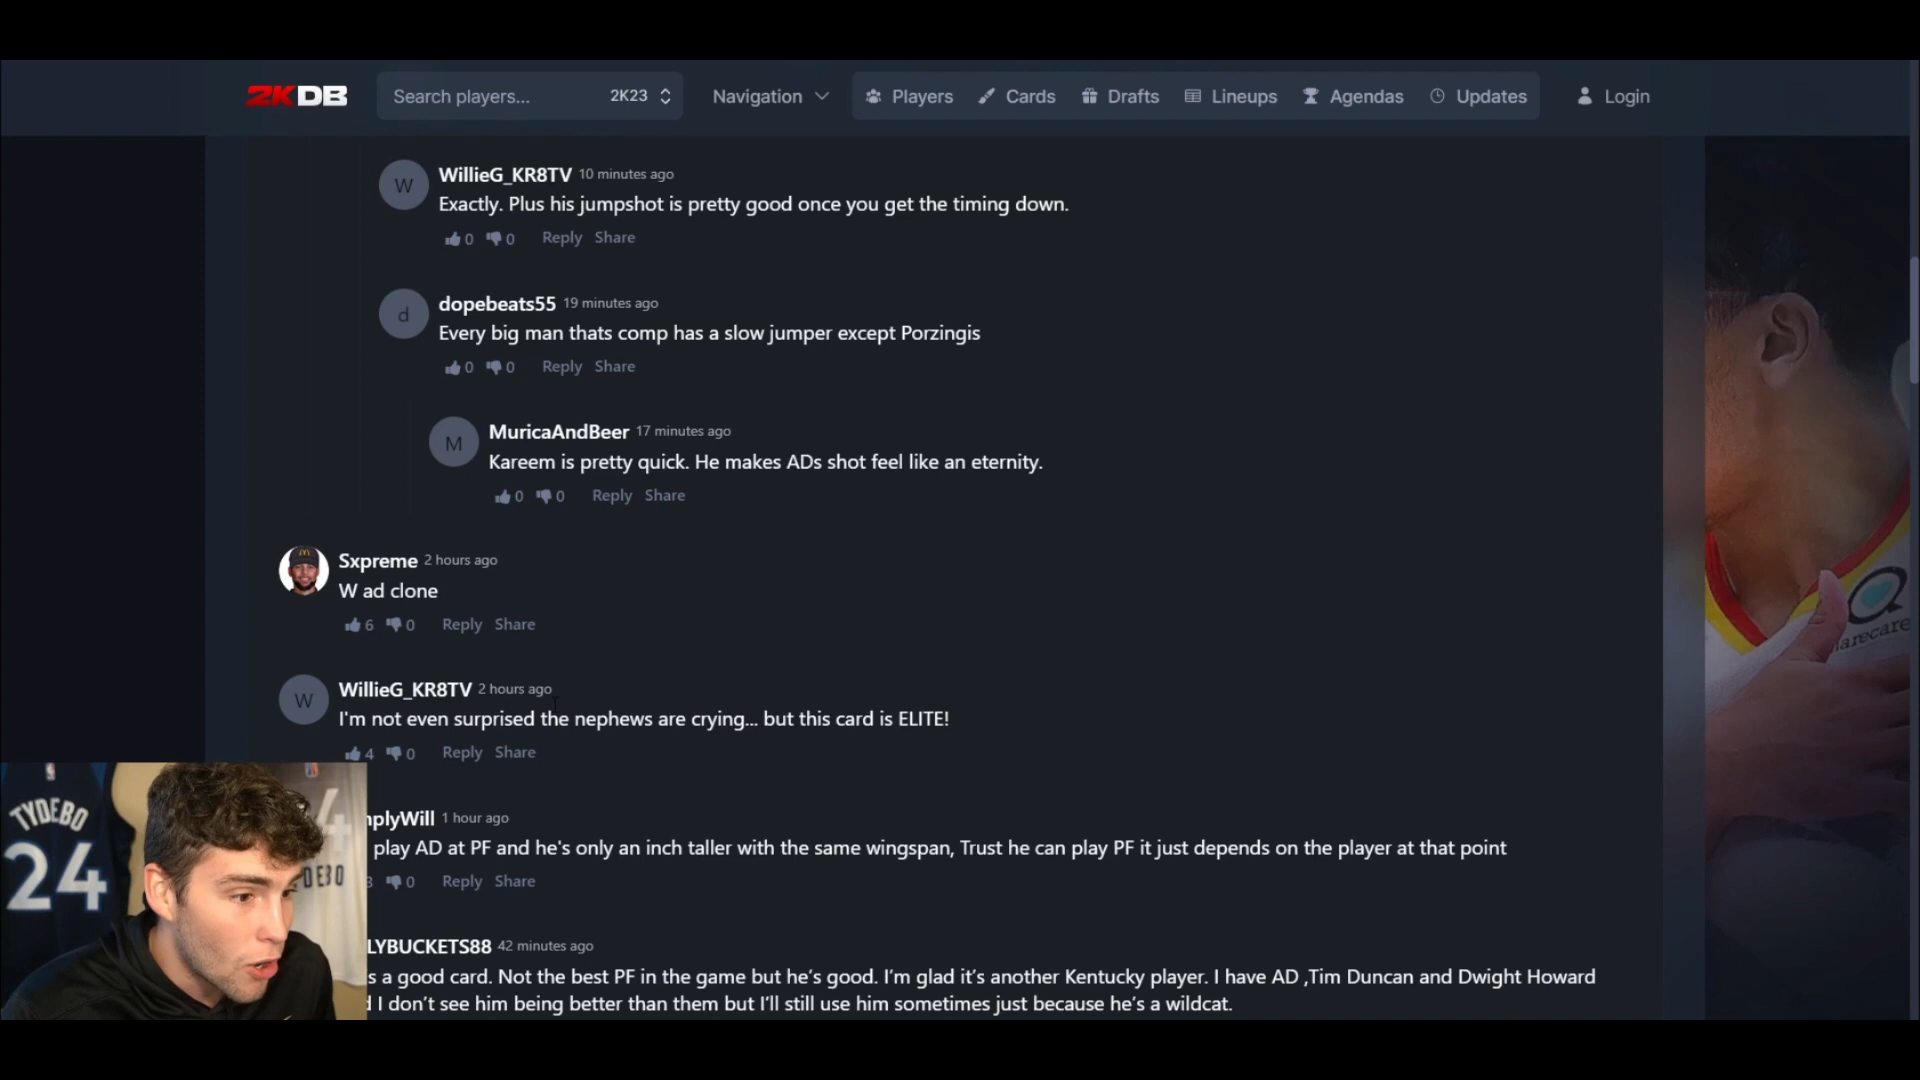 2KDB Search players... 2K23 Navigation Players Cards Drafts Lineups Agendas Updates Login
W WillieG_KR8TV 10 minutes ago
Exactly. Plus his jumpshot is pretty good once you get the timing down.
0 0 Reply Share
d dopebeats55 19 minutes ago
Every big man thats comp has a slow jumper except Porzingis
0 0 Reply Share
M MuricaAndBeer 17 minutes ago
Kareem is pretty quick. He makes ADs shot feel like an eternity.
0 0 Reply Share
Sxpreme 2 hours ago
W ad clone
6 0 Reply Share
W WillieG_KR8TV 2 hours ago
I'm not even surprised the nephews are crying... but this card is ELITE!
4 0 Reply Share
plyWill 1 hour ago
play AD at PF and he's only an inch taller with the same wingspan, Trust he can play PF it just depends on the player at that point
3 0 Reply Share
LYBUCKETS88 42 minutes ago
s a good card. Not the best PF in the game but he's good. I'm glad it's another Kentucky player. I have AD ,Tim Duncan and Dwight Howard
I don't see him being better than them but I'll still use him sometimes just because he's a wildcat.
TYDEBO
24
4
DEBO
arecare